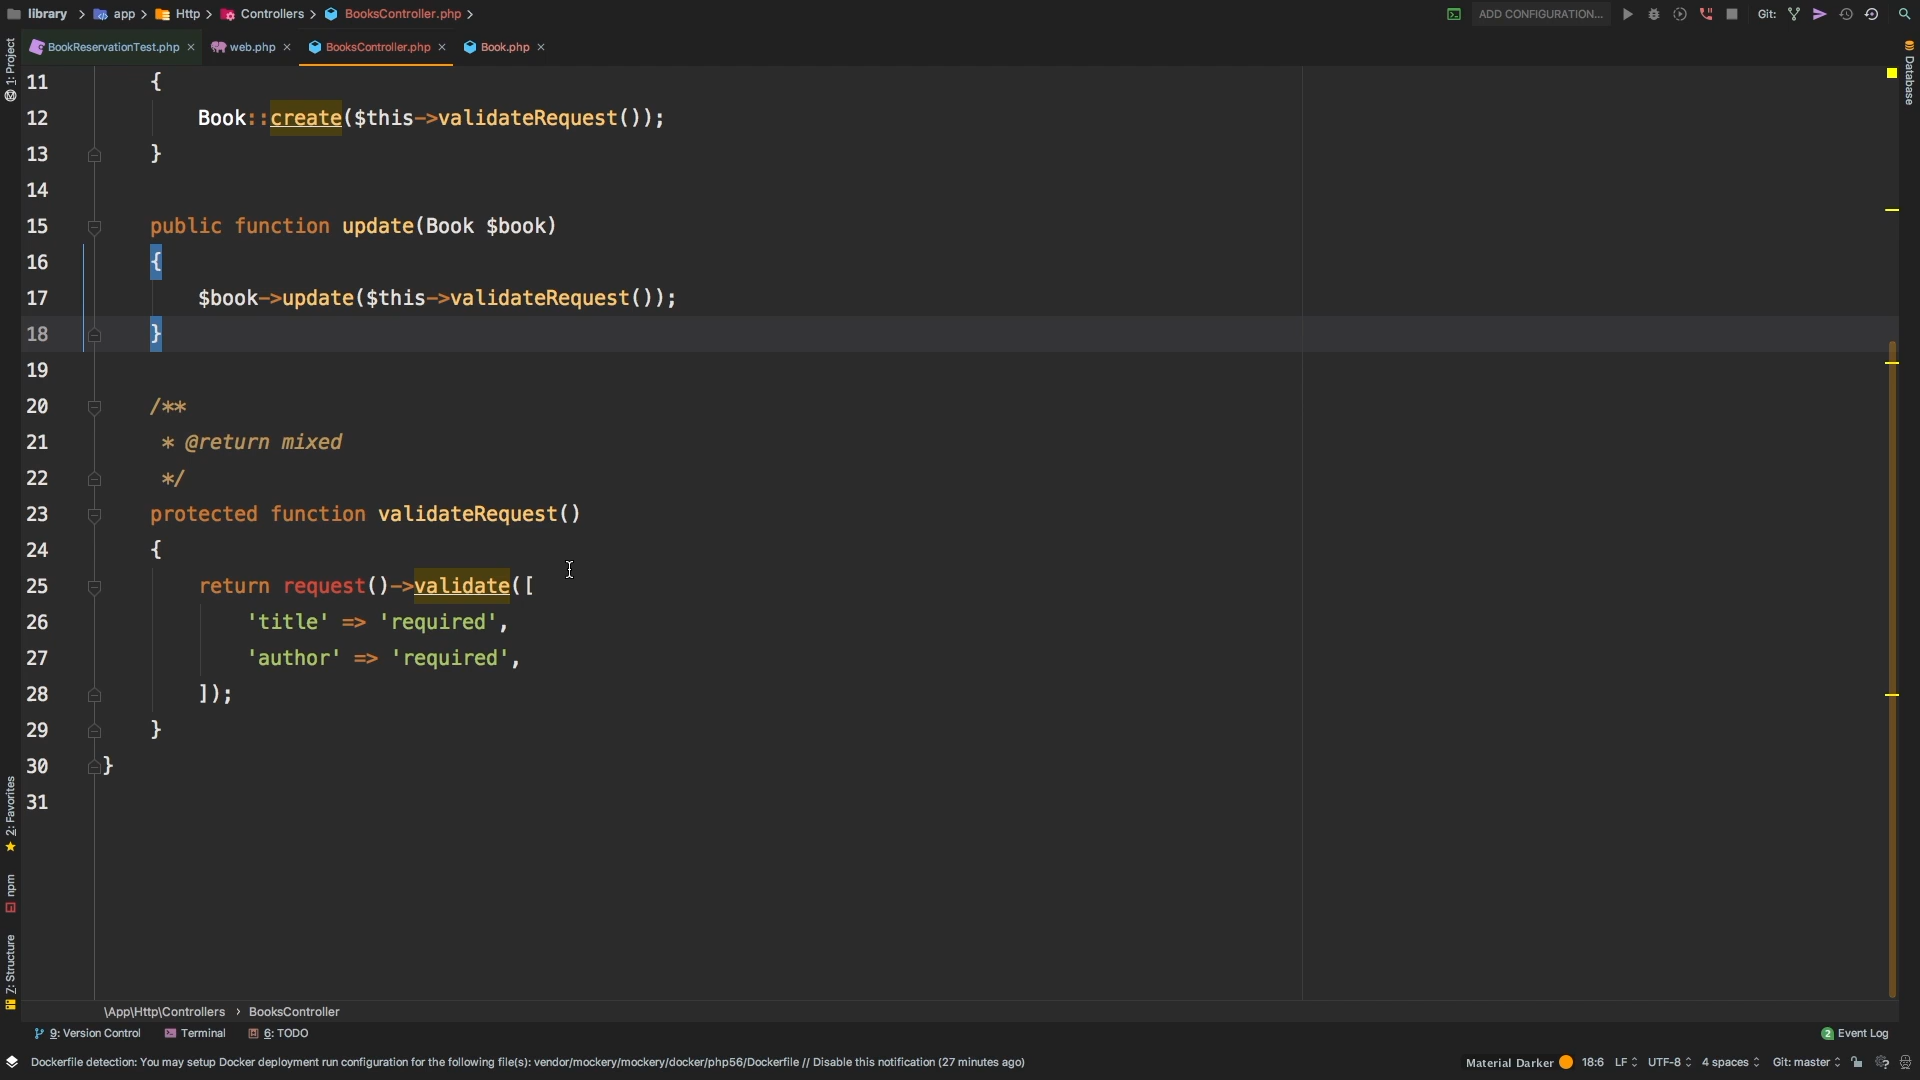 library app Http Controllers BooksController.php
ADD CONFIGURATION... Git:
BookReservationTest.php web.php BooksController.php Book.php
1: Project
Database
11 {
12 Book::create($this->validateRequest());
13 }
14
15 public function update(Book $book)
16 {
17 $book->update($this->validateRequest());
18 }
19
20 /**
21 * @return mixed
22 */
23 protected function validateRequest()
24 {
25 return request()->validate([
26 'title' => 'required',
27 'author' => 'required',
28 ]);
29 }
30 }
31
2: Favorites
npm
7: Structure
\App\Http\Controllers › BooksController
9: Version Control Terminal 6: TODO
2 Event Log
Dockerfile detection: You may setup Docker deployment run configuration for the following file(s): vendor/mockery/mockery/docker/php56/Dockerfile // Disable this notification (27 minutes ago)
Material Darker 18:6 LF UTF-8 4 spaces Git: master